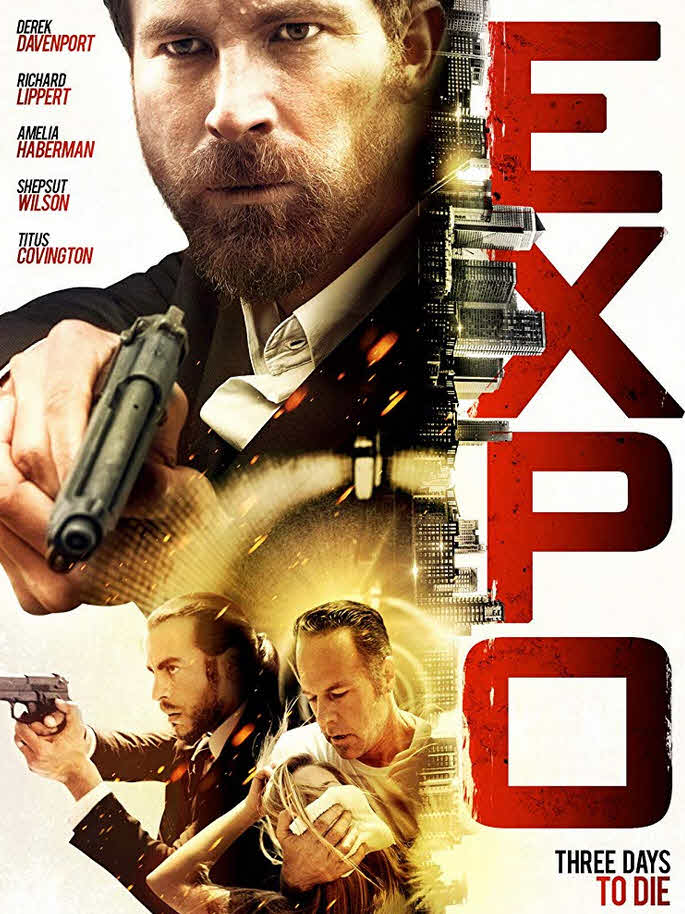 DEREK
DAVENPORT
RICHARD
LIPPERT
AMELIA
HABERMAN
SHEPSUT
WILSON
TITUS
COVINGTON
EXPO
THREE DAYS
TO DIE